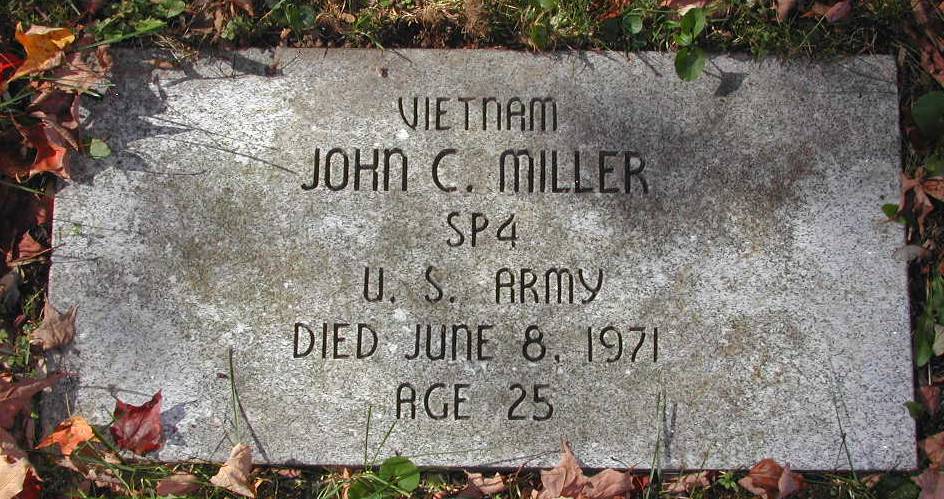 VIETNAM
JOHN C. MILLER
SP4
U. S. ARMY
DIED JUNE 8, 1971
AGE 25